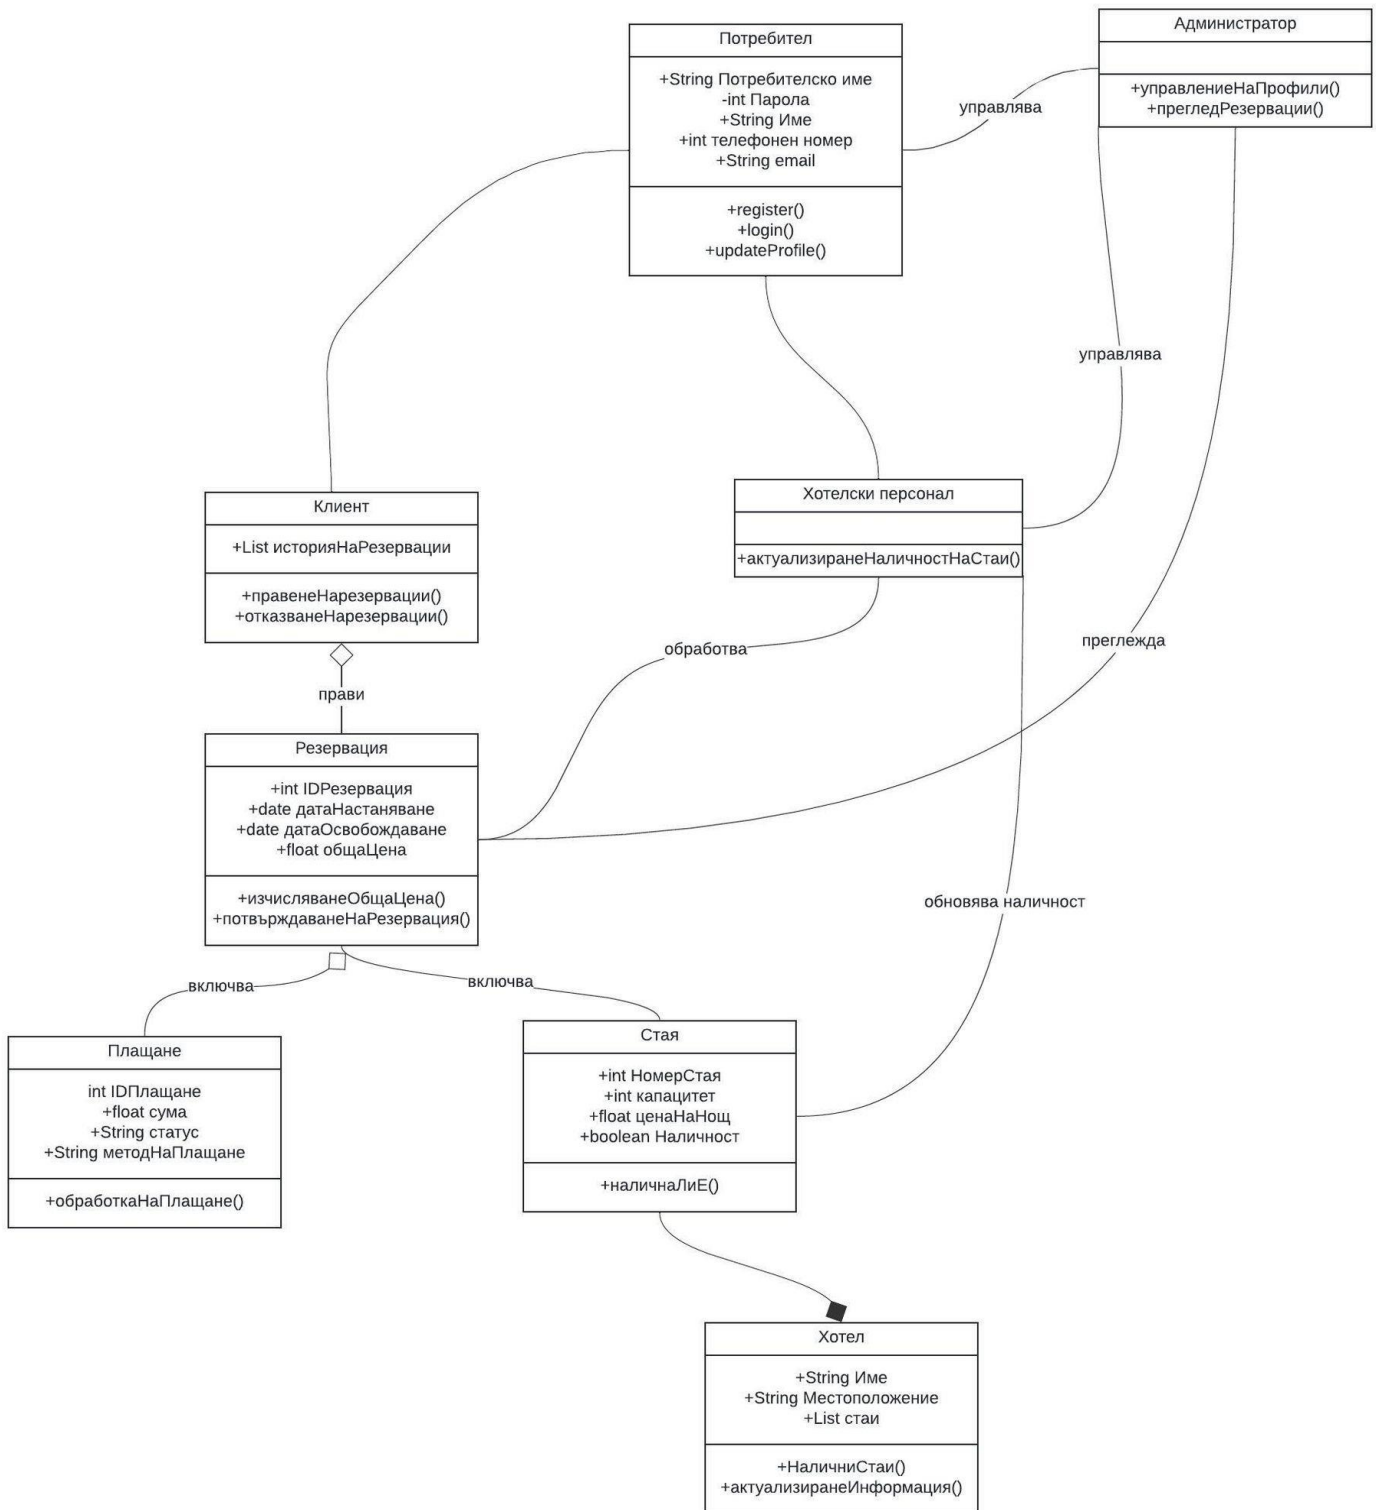 Потребител
+String Потребителско име
-int Парола
+String Име
+int телефонен номер
+String email
+register()
+login()
+updateProfile()
Администратор
+управлениеНаПрофили()
+прегледРезервации()
управлява
управлява
Клиент
+List историяНаРезервации
+правенеНарезервации()
+отказванеНарезервации()
Хотелски персонал
+актуализиранеНаличностНаСтаи()
прави
обработва
преглежда
Резервация
+int IDРезервация
+date датаНастаняване
+date датаОсвобождаване
+float общаЦена
+изчисляванеОбщаЦена()
+потвърждаванеНаРезервация()
обновява наличност
включва
включва
Плащане
int IDПлащане
+float сума
+String статус
+String методНаПлащане
+обработкаНаПлащане()
Стая
+int НомерСтая
+int капацитет
+float ценаНаНощ
+boolean Наличност
+наличнаЛиЕ()
Хотел
+String Име
+String Местоположение
+List стаи
+НаличниСтаи()
+актуализиранеИнформация()